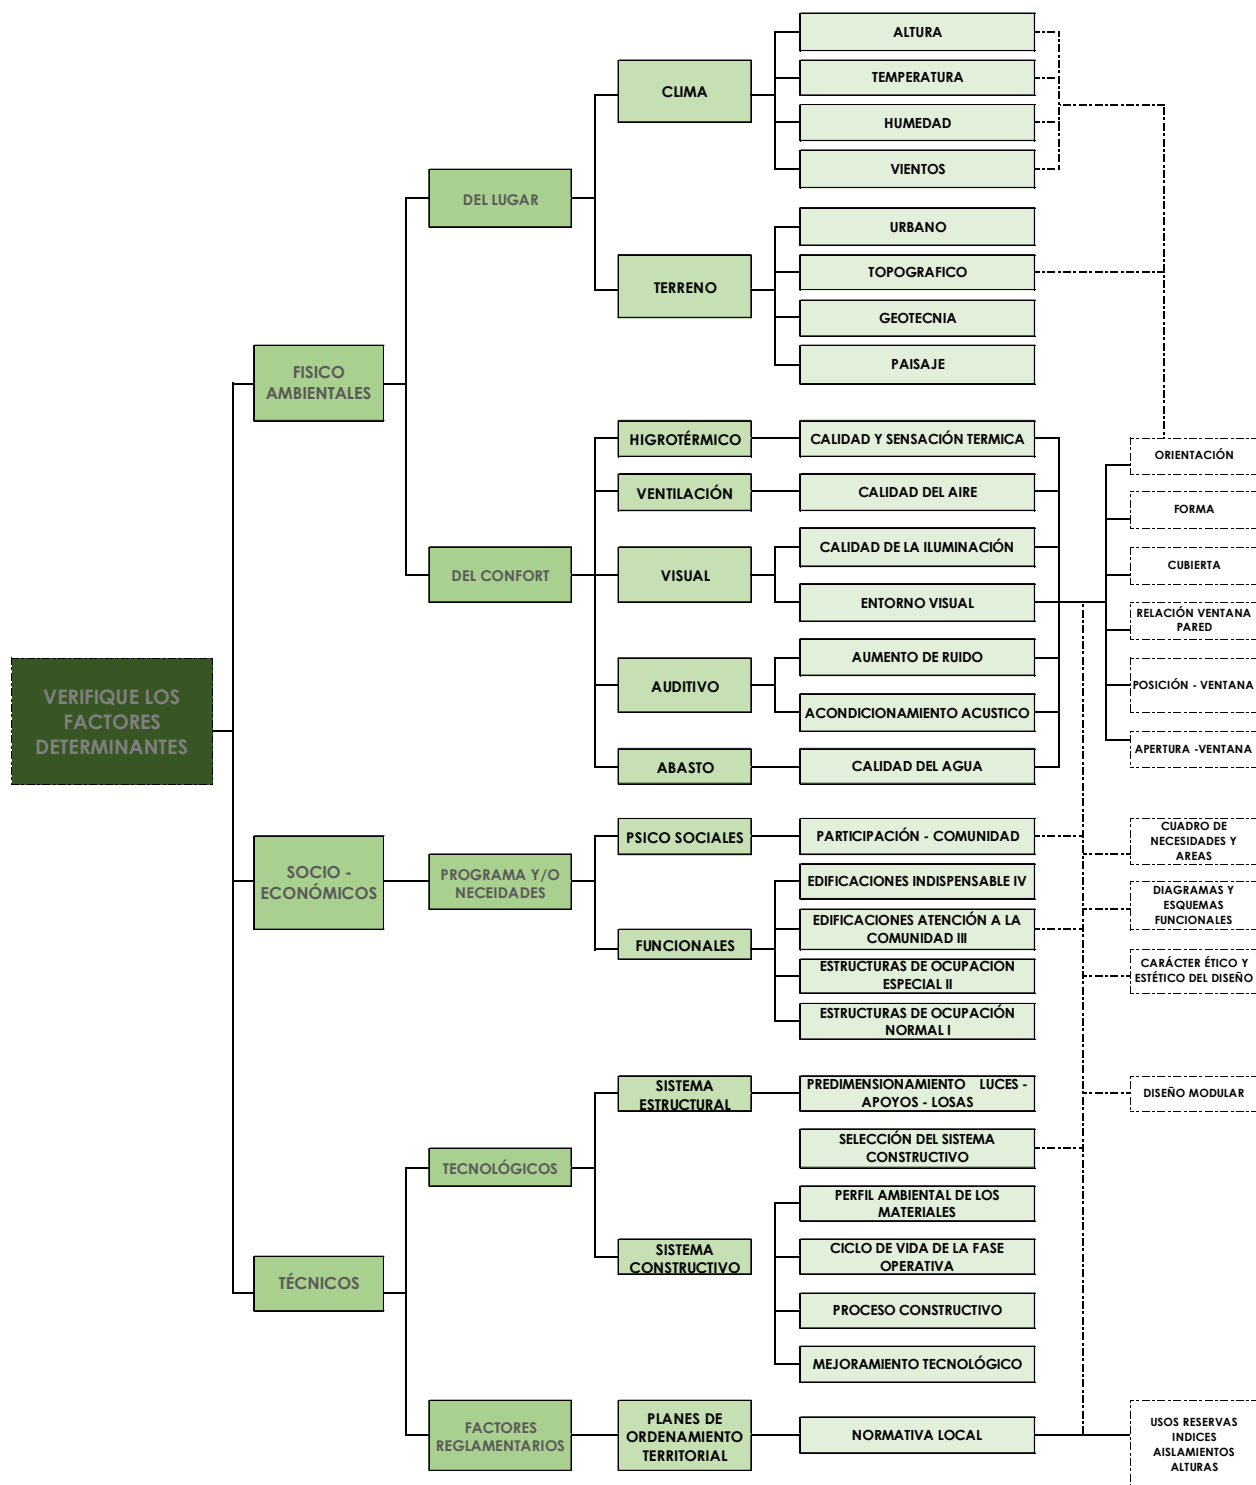 VERIFIQUE LOS
FACTORES
DETERMINANTES
FISICO
AMBIENTALES
DEL LUGAR
CLIMA
ALTURA
TEMPERATURA
HUMEDAD
VIENTOS
TERRENO
URBANO
TOPOGRAFICO
GEOTECNIA
PAISAJE
DEL CONFORT
HIGROTÉRMICO
CALIDAD Y SENSACIÓN TERMICA
VENTILACIÓN
CALIDAD DEL AIRE
VISUAL
CALIDAD DE LA ILUMINACIÓN
ENTORNO VISUAL
AUDITIVO
AUMENTO DE RUIDO
ACONDICIONAMIENTO ACUSTICO
ABASTO
CALIDAD DEL AGUA
ORIENTACIÓN
FORMA
CUBIERTA
RELACIÓN VENTANA
PARED
POSICIÓN - VENTANA
APERTURA -VENTANA
SOCIO -
ECONÓMICOS
PROGRAMA Y/O
NECEIDADES
PSICO SOCIALES
PARTICIPACIÓN - COMUNIDAD
FUNCIONALES
EDIFICACIONES INDISPENSABLE IV
EDIFICACIONES ATENCIÓN A LA
COMUNIDAD III
ESTRUCTURAS DE OCUPACION
ESPECIAL II
ESTRUCTURAS DE OCUPACIÓN
NORMAL I
CUADRO DE
NECESIDADES Y
AREAS
DIAGRAMAS Y
ESQUEMAS
FUNCIONALES
CARÁCTER ÉTICO Y
ESTÉTICO DEL DISEÑO
TÉCNICOS
TECNOLÓGICOS
SISTEMA
ESTRUCTURAL
PREDIMENSIONAMIENTO LUCES -
APOYOS - LOSAS
DISEÑO MODULAR
SELECCIÓN DEL SISTEMA
CONSTRUCTIVO
SISTEMA
CONSTRUCTIVO
PERFIL AMBIENTAL DE LOS
MATERIALES
CICLO DE VIDA DE LA FASE
OPERATIVA
PROCESO CONSTRUCTIVO
MEJORAMIENTO TECNOLÓGICO
FACTORES
REGLAMENTARIOS
PLANES DE
ORDENAMIENTO
TERRITORIAL
NORMATIVA LOCAL
USOS RESERVAS
INDICES
AISLAMIENTOS
ALTURAS